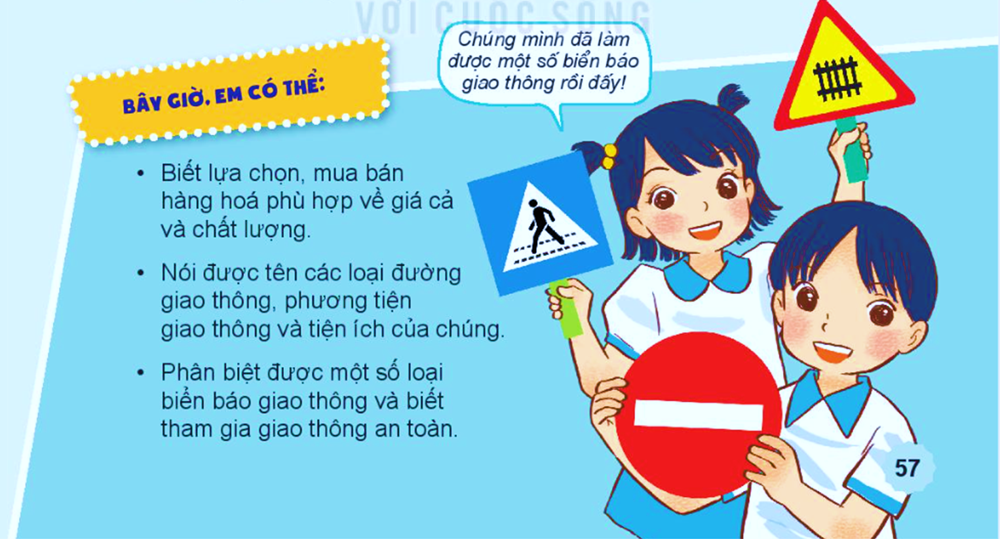 VỚI CUỘC SỐNG
Chúng mình đã làm
được một số biển báo
giao thông rồi đấy!
BÂY GIỜ, EM CÓ THỂ:
• Biết lựa chọn, mua bán
hàng hoá phù hợp về giá cả
và chất lượng.
• Nói được tên các loại đường
giao thông, phương tiện
giao thông và tiện ích của chúng.
• Phân biệt được một số loại
biển báo giao thông và biết
tham gia giao thông an toàn.
57